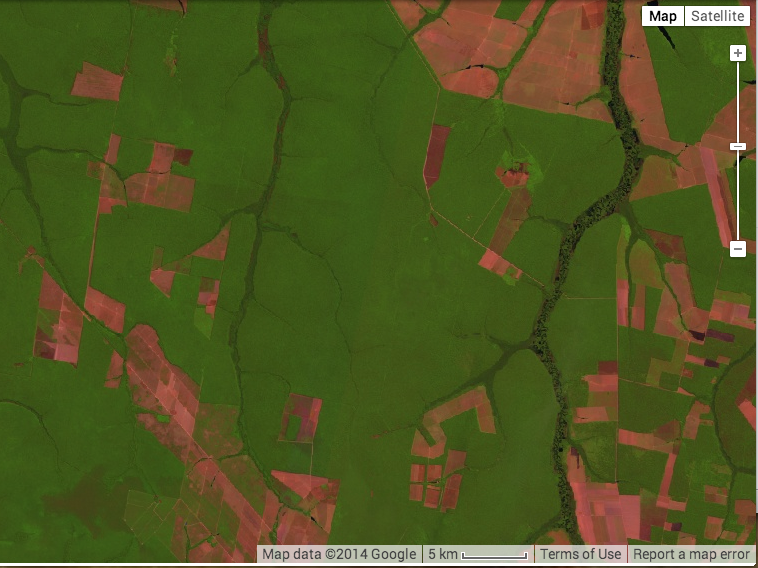 Map Satellite
+
−
Map data ©2014 Google 5 km Terms of Use Report a map error